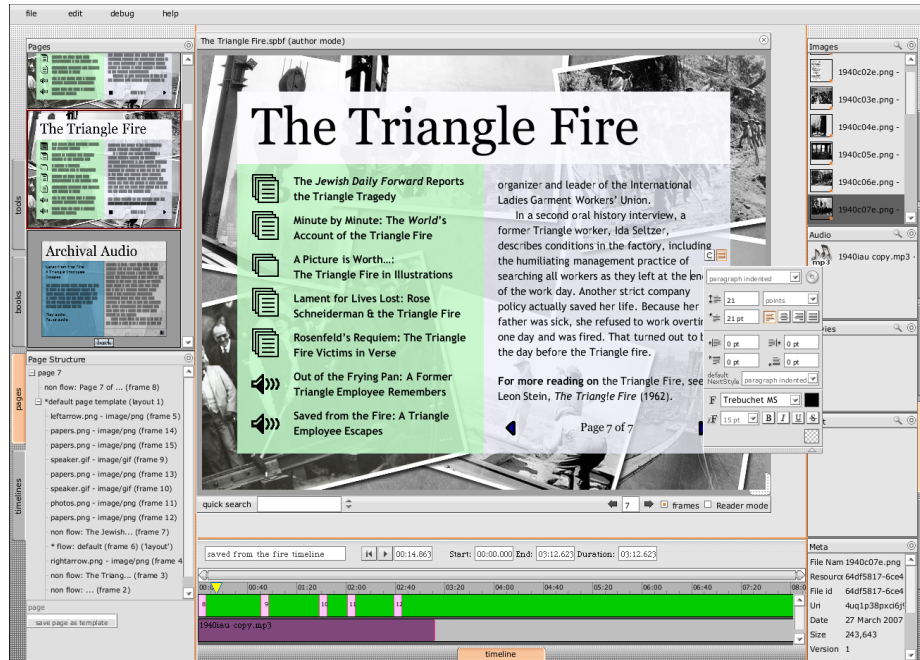 file edit debug help
Pages
The Triangle Fire
Archival Audio
back
tools
books
pages
timelines
Page Structure
page 7
non flow: Page 7 of ... (frame 8)
*default page template (layout 1)
leftarrow.png - image/png (frame 5)
papers.png - image/png (frame 14)
papers.png - image/png (frame 15)
speaker.gif - image/gif (frame 9)
papers.png - image/png (frame 13)
speaker.gif - image/gif (frame 10)
photos.png - image/png (frame 11)
papers.png - image/png (frame 12)
non flow: The Jewish... (frame 7)
* flow: default (frame 6) (layout')
rightarrow.png - image/png (frame 4
non flow: The Triang... (frame 3)
non flow: ... (frame 2)
page
save page as template
The Triangle Fire.spbf (author mode)
The Triangle Fire
The Jewish Daily Forward Reports
the Triangle Tragedy
Minute by Minute: The World's
Account of the Triangle Fire
A Picture is Worth...:
The Triangle Fire in Illustrations
Lament for Lives Lost: Rose
Schneiderman & the Triangle Fire
Rosenfeld's Requiem: The Triangle
Fire Victims in Verse
Out of the Frying Pan: A Former
Triangle Employee Remembers
Saved from the Fire: A Triangle
Employee Escapes
organizer and leader of the International
Ladies Garment Workers' Union.
In a second oral history interview, a
former Triangle worker, Ida Seltzer,
describes conditions in the factory, including
the humiliating management practice of
searching all workers as they left at the end
of the work day. Another strict company
policy actually saved her life. Because her
father was sick, she refused to work overti
one day and was fired. That turned out to b
the day before the Triangle fire.
For more reading on the Triangle Fire, see
Leon Stein, The Triangle Fire (1962).
Page 7 of 7
C
paragraph indented
21 points
21 pt
0 pt 0 pt
0 pt 0 pt
default
NextStyle paragraph indented
F Trebuchet MS
F 15 pt B I U S
quick search
7 frames Reader mode
saved from the fire timeline 00:14.863 Start: 00:00.000 End: 03:12.623 Duration: 03:12.623
00:40 01:20 02:00 02:40 03:20 04:00 04:40 05:20 06:00 06:40 07:20
8 9 10 11 12
1940iau copy.mp3
timeline
Images
1940c02e.png -
1940c03e.png -
1940c04e.png -
1940c05e.png -
1940c06e.png -
1940c07e.png -
Audio
mp3 1940iau copy.mp3 -
vies
Meta
File Nam 1940c07e.png
Resourc 64df5817-6ce4
File id 64df5817-6ce4
Uri 4uq1p38pxci6j
Date 27 March 2007
Size 243,643
Version 1